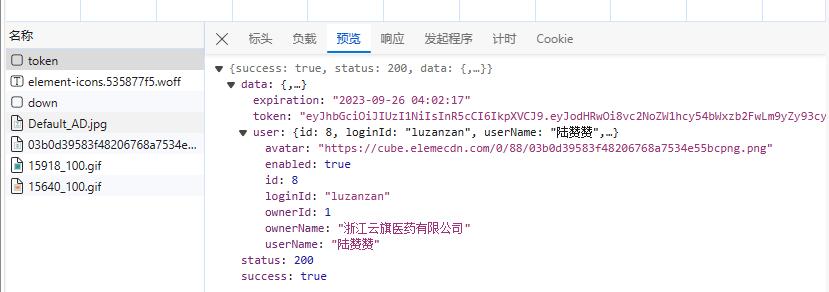 名称
token
element-icons.535877f5.woff
down
Default_AD.jpg
03b0d39583f48206768a7534e...
15918_100.gif
15640_100.gif
标头 负载 预览 响应 发起程序 计时 Cookie
{success: true, status: 200, data: {,…}}
data: {,…}
expiration: "2023-09-26 04:02:17"
token: "eyJhbGciOiJIUzI1NiIsInR5cCI6IkpXVCJ9.eyJodHRwOi8vc2NoZW1hcy54bWxzb2FwLm9yZy93cy
user: {id: 8, loginId: "luzanzan", userName: "陆赞赞",…}
avatar: "https://cube.elemecdn.com/0/88/03b0d39583f48206768a7534e55bcpng.png"
enabled: true
id: 8
loginId: "luzanzan"
ownerId: 1
ownerName: "浙江云旗医药有限公司"
userName: "陆赞赞"
status: 200
success: true